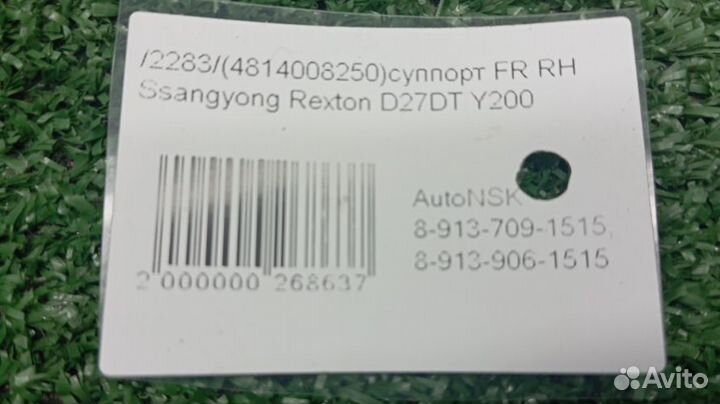 /2283/(4814008250)суппорт FR RH
Ssangyong Rexton D27DT Y200
AutoNSK
8-913-709-1515,
8-913-906-1515
2 000000 268637
Avito